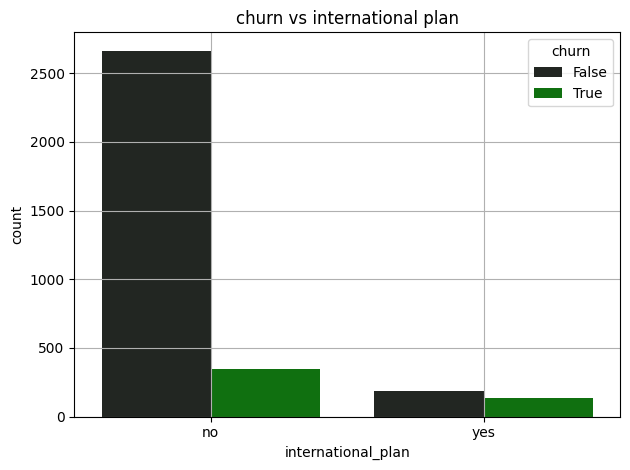 churn vs international plan
churn
False
True
2500
2000
1500
1000
500
0
count
no
yes
international_plan